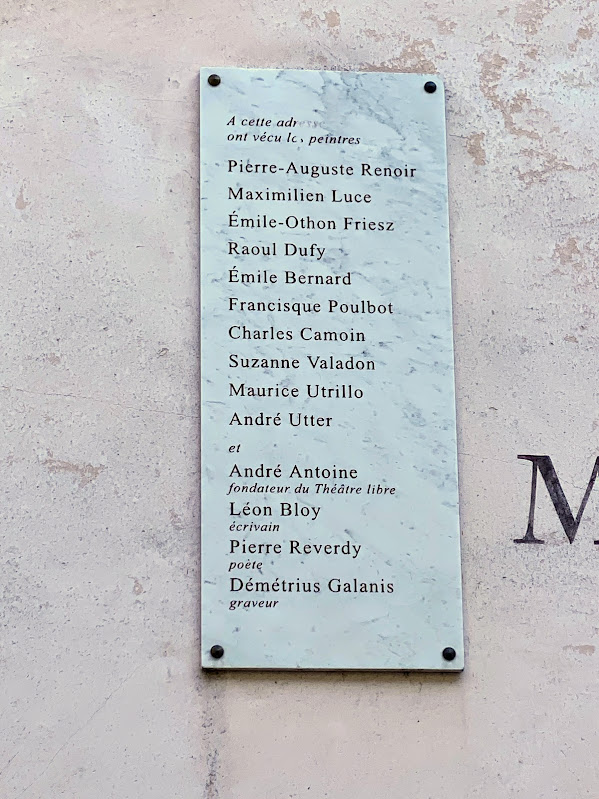 A cette adresse
ont vécu les peintres
Pierre-Auguste Renoir
Maximilien Luce
Émile-Othon Friesz
Raoul Dufy
Émile Bernard
Francisque Poulbot
Charles Camoin
Suzanne Valadon
Maurice Utrillo
André Utter
et
André Antoine
fondateur du Théâtre libre
Léon Bloy
écrivain
Pierre Reverdy
poète
Démétrius Galanis
graveur
M